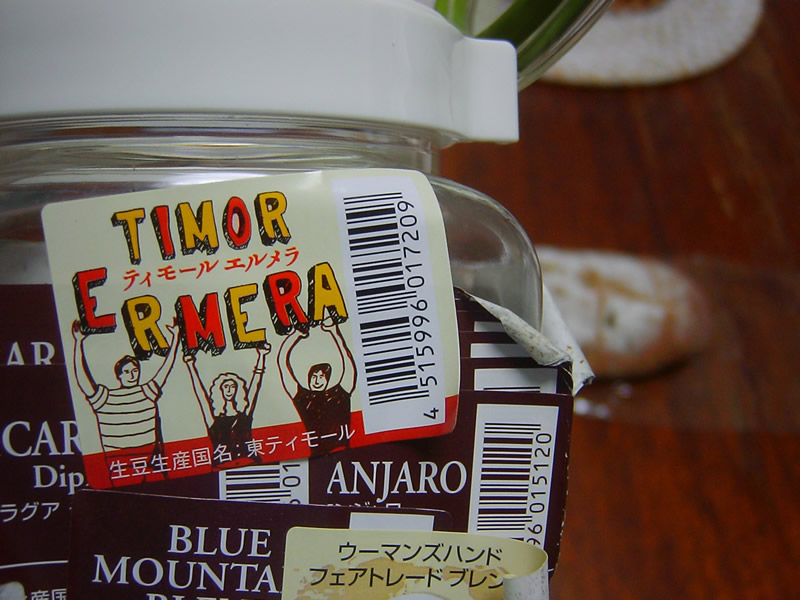 TIMOR
ティモール エルメラ
ERMERA
4 515996 017209
生豆生産国名：東ティモール
ANJARO
015120
Dip
ラグア
BLUE
MOUNTA
ウーマンズハンド
フェアトレード ブレン